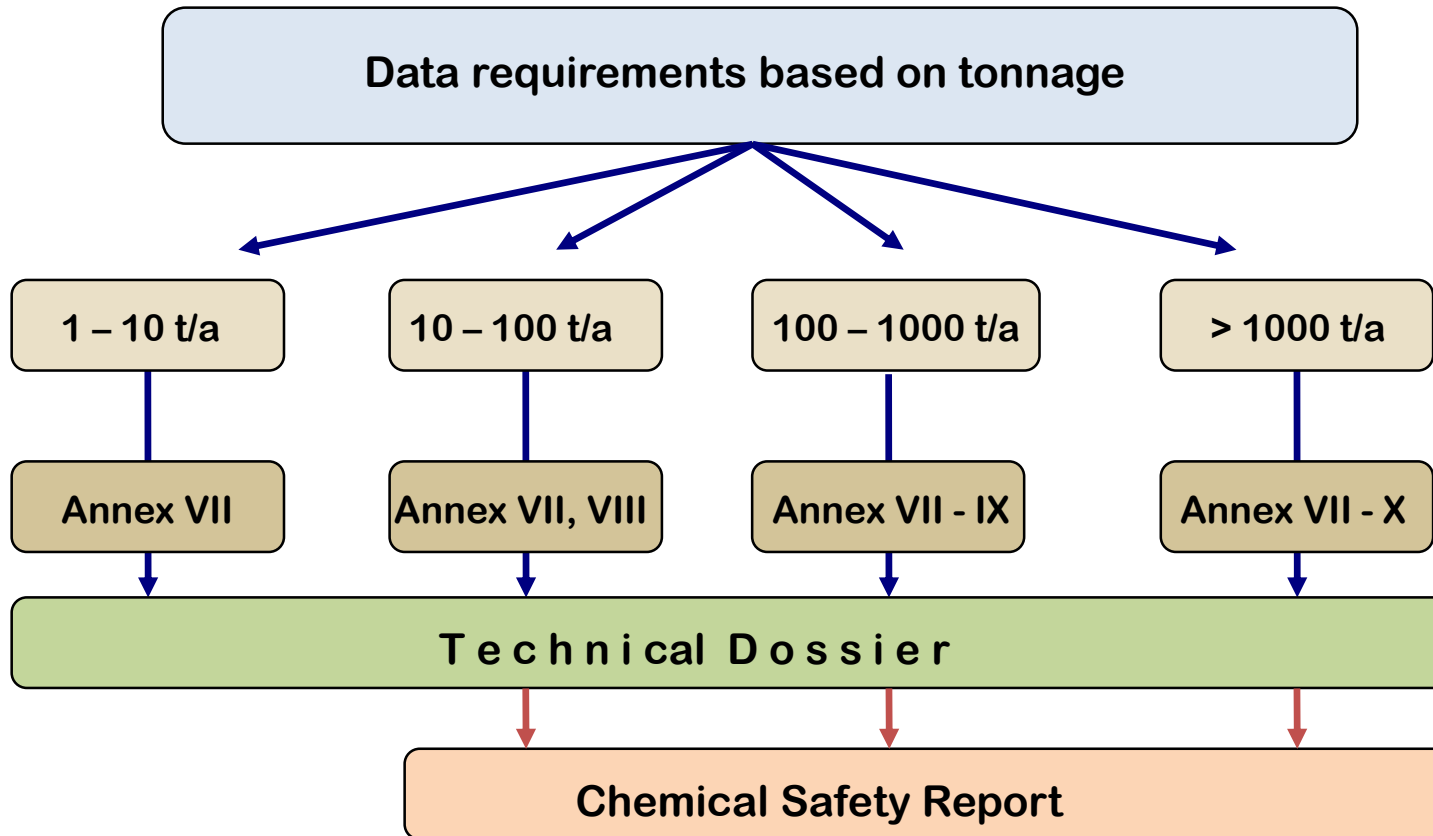 Data requirements based on tonnage
1 – 10 t/a
10 – 100 t/a
100 – 1000 t/a
> 1000 t/a
Annex VII
Annex VII, VIII
Annex VII - IX
Annex VII - X
T e c h n i cal D o s s i e r
Chemical Safety Report